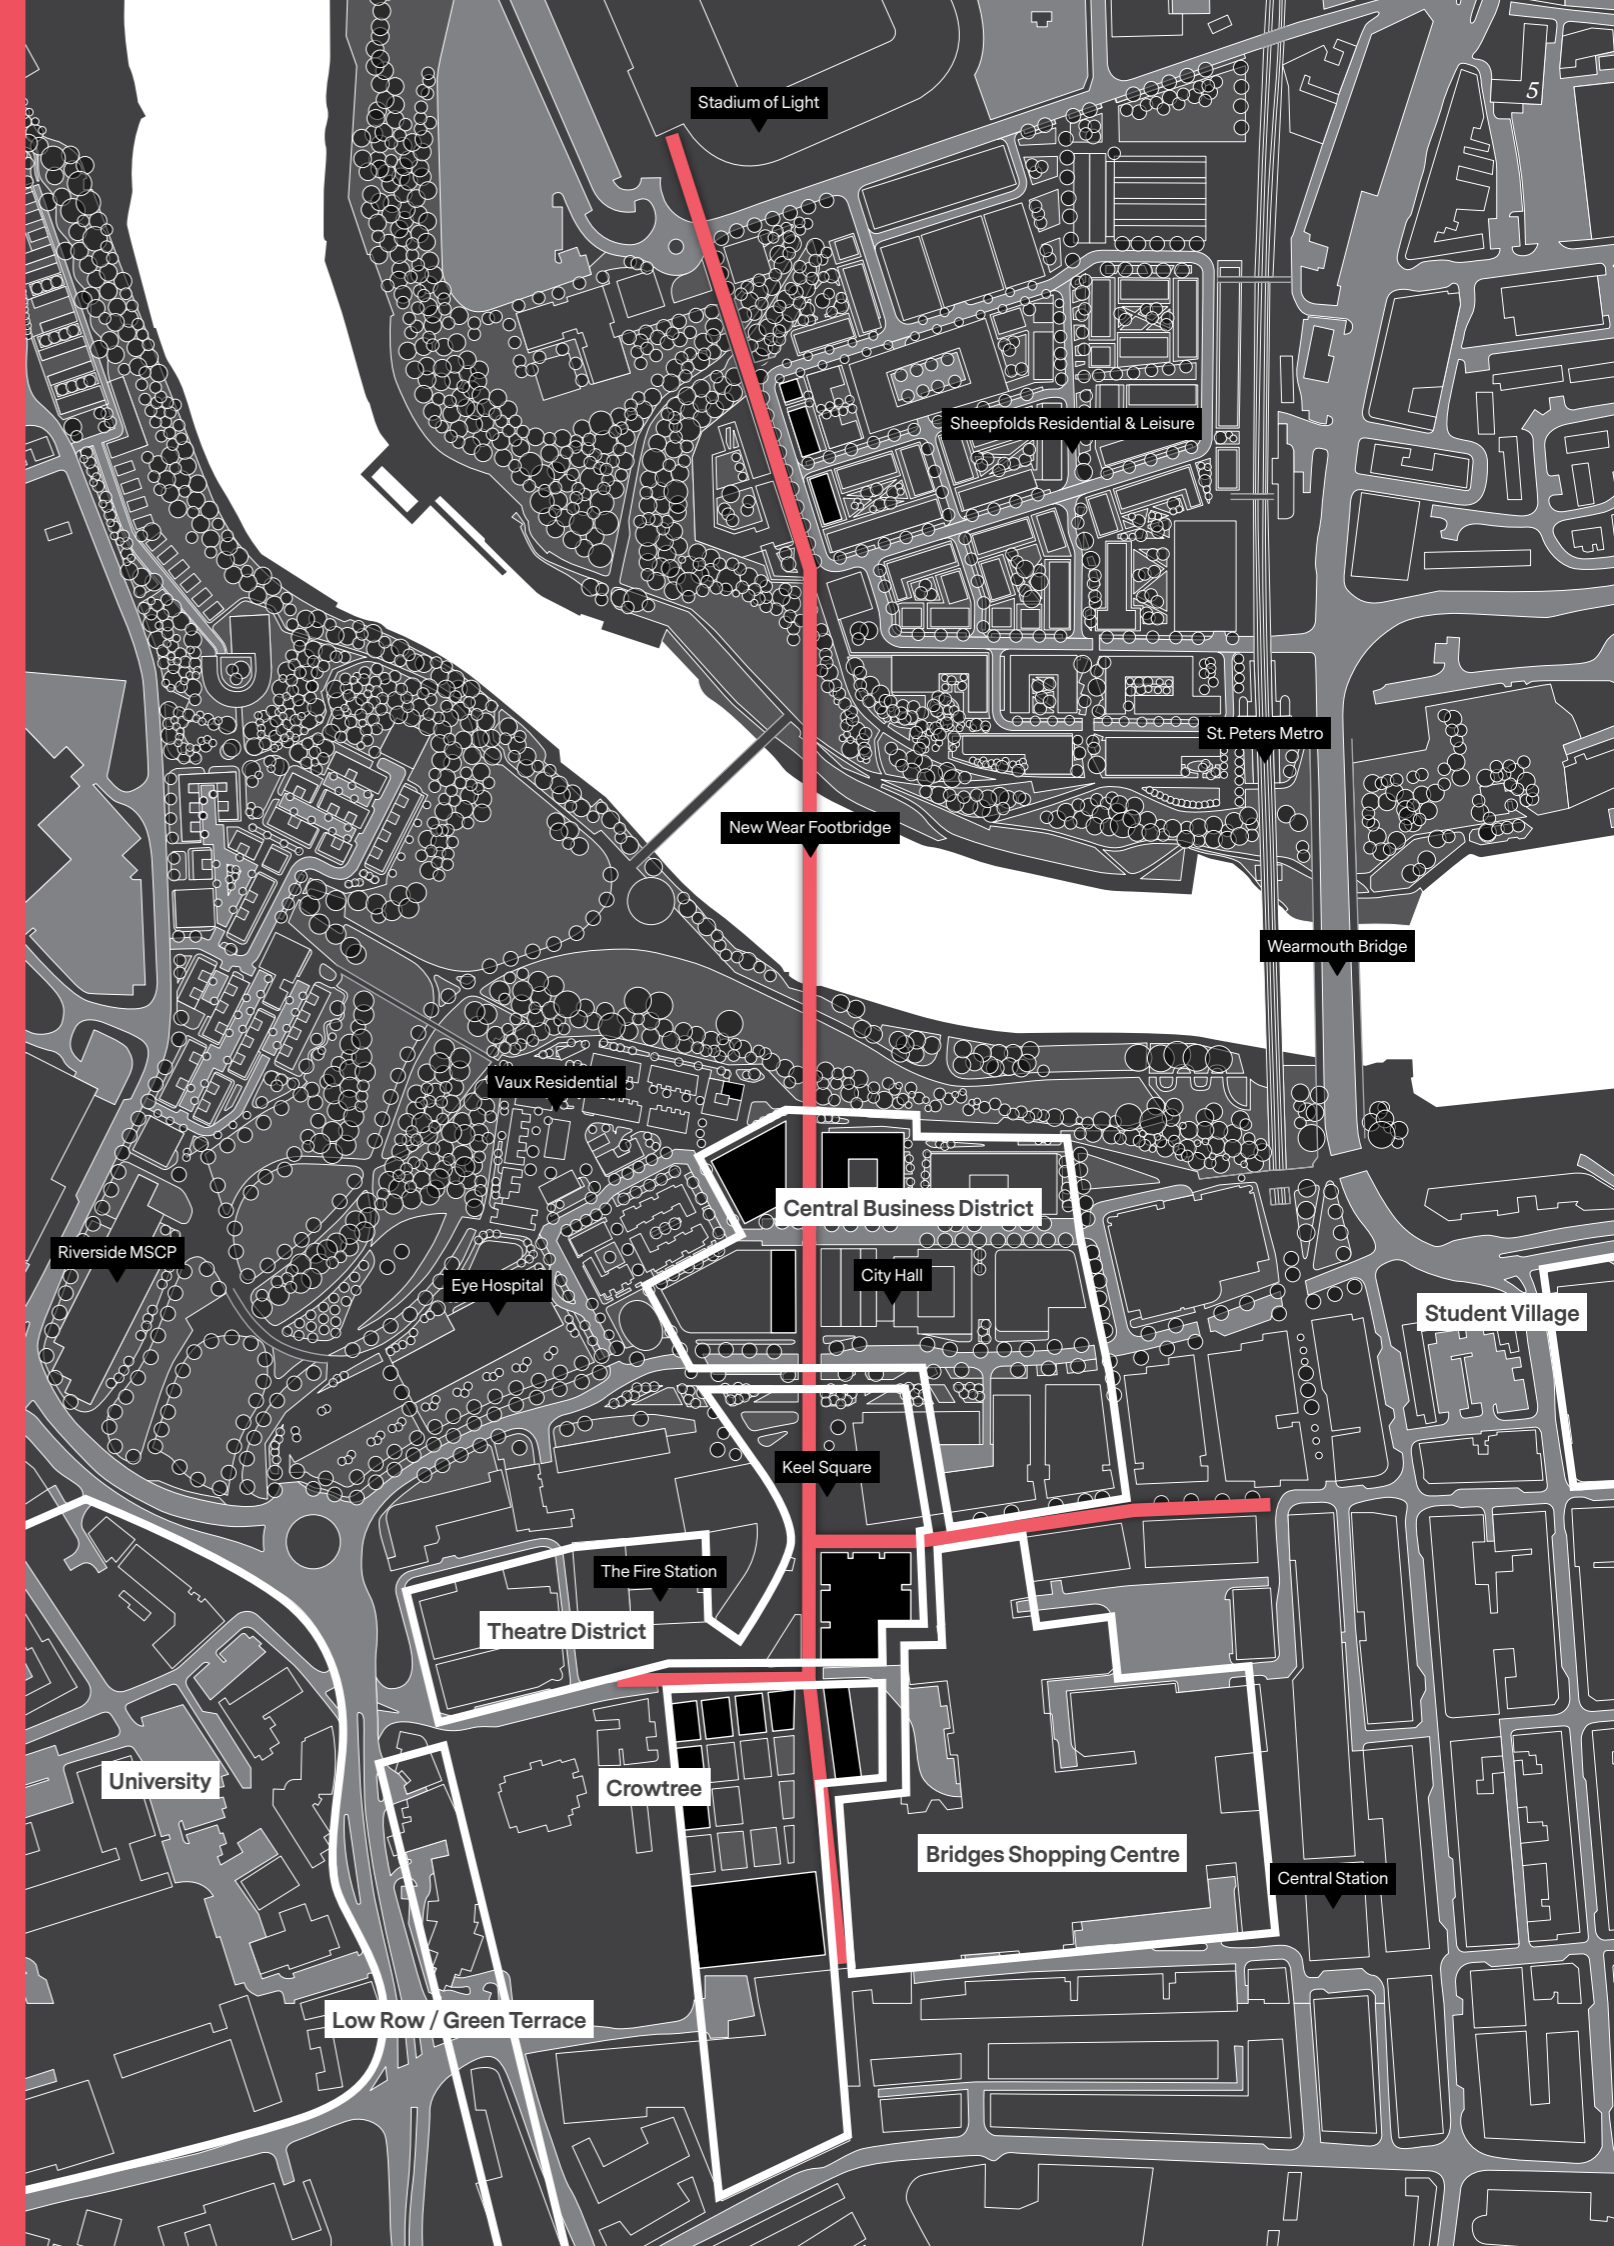 Stadium of Light
5
Sheepfolds Residential & Leisure
St. Peters Metro
New Wear Footbridge
Wearmouth Bridge
Vaux Residential
Central Business District
Riverside MSCP
Eye Hospital
City Hall
Student Village
Keel Square
The Fire Station
Theatre District
University
Crowtree
Bridges Shopping Centre
Central Station
Low Row / Green Terrace